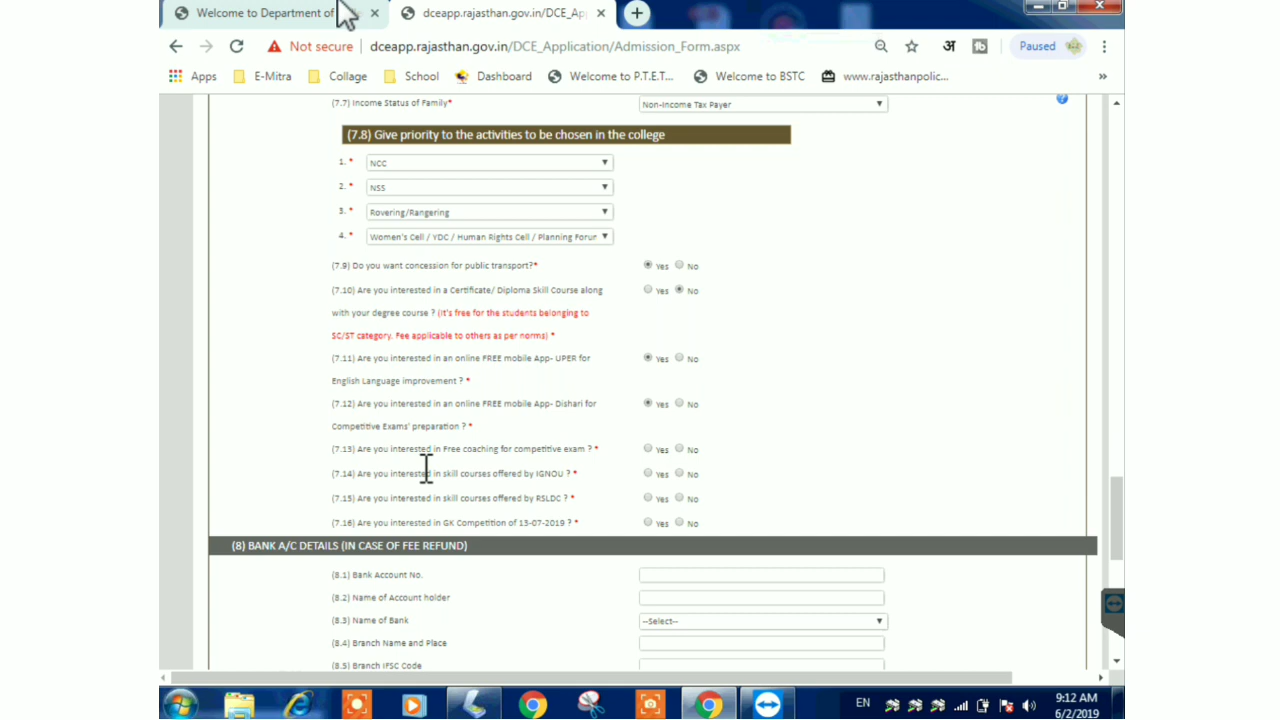 Welcome to Department of
dceapp.rajasthan.gov.in/DCE_Ap
Not secure
dceapp.rajasthan.gov.in/DCE_Application/Admission_Form.aspx
अ
Paused
Apps
E-Mitra
Collage
School
Dashboard
Welcome to P.T.E.T...
Welcome to BSTC
www.rajasthanpolic...
»
(7.7) Income Status of Family*
Non-Income Tax Payer
(7.8) Give priority to the activities to be chosen in the college
1. *
NCC
2. *
NSS
3. *
Rovering/Rangering
4. *
Women's Cell / YDC / Human Rights Cell / Planning Forur
(7.9) Do you want concession for public transport?*
Yes No
(7.10) Are you interested in a Certificate/ Diploma Skill Course along
Yes No
with your degree course ? (It's free for the students belonging to
SC/ST category. Fee applicable to others as per norms) *
(7.11) Are you interested in an online FREE mobile App- UPER for
Yes No
English Language improvement ? *
(7.12) Are you interested in an online FREE mobile App- Dishari for
Yes No
Competitive Exams' preparation ? *
(7.13) Are you interested in Free coaching for competitive exam ? *
Yes No
(7.14) Are you interested in skill courses offered by IGNOU ? *
Yes No
(7.15) Are you interested in skill courses offered by RSLDC ? *
Yes No
(7.16) Are you interested in GK Competition of 13-07-2019 ? *
Yes No
(8) BANK A/C DETAILS (IN CASE OF FEE REFUND)
(8.1) Bank Account No.
(8.2) Name of Account holder
(8.3) Name of Bank
--Select--
(8.4) Branch Name and Place
(8.5) Branch IFSC Code
EN
9:12 AM
6/2/2019